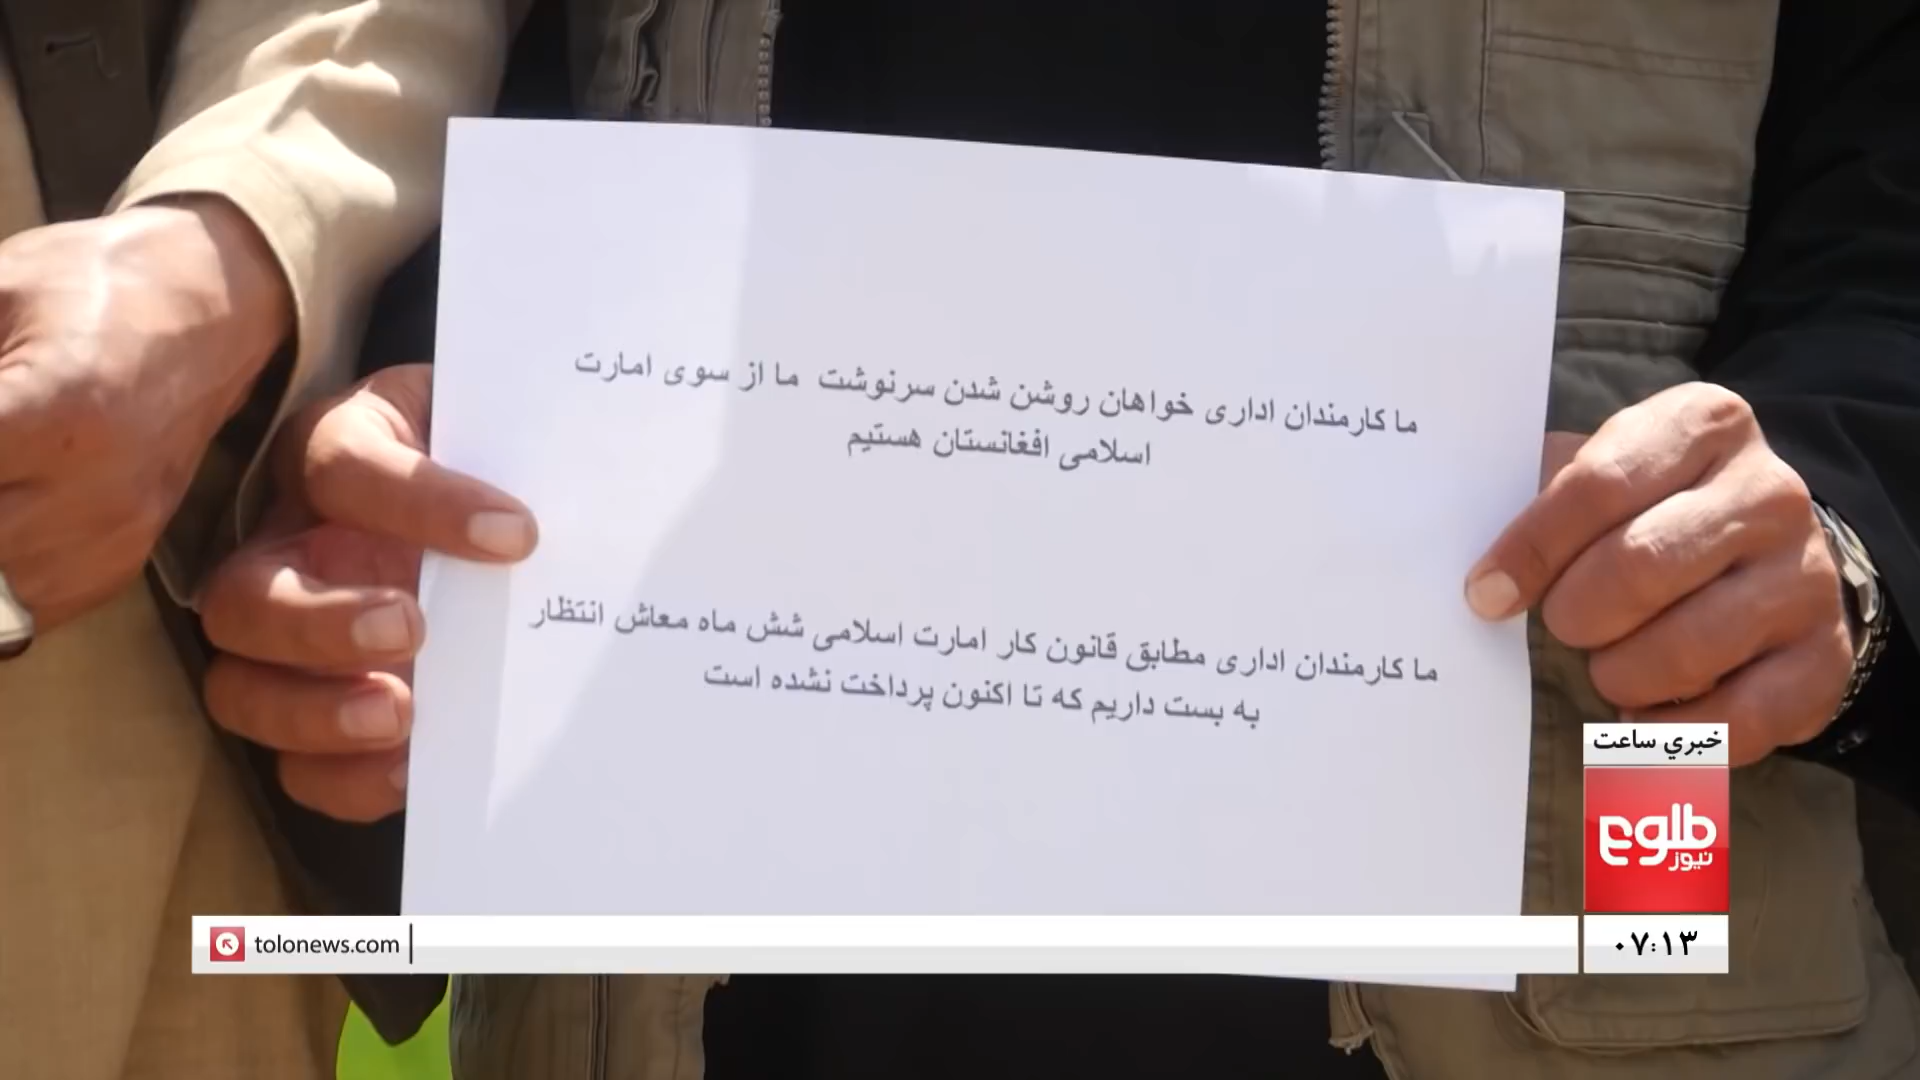 ما کارمندان اداری خواهان روشن شدن سرنوشت ما از سوی امارت
اسلامی افغانستان هستیم
ما کارمندان اداری مطابق قانون کار امارت اسلامی شش ماه معاش انتظار
به بست داریم که تا اکنون پرداخت نشده است
خبري ساعت
طلوع
نیوز
tolonews.com
۰۷:۱۳